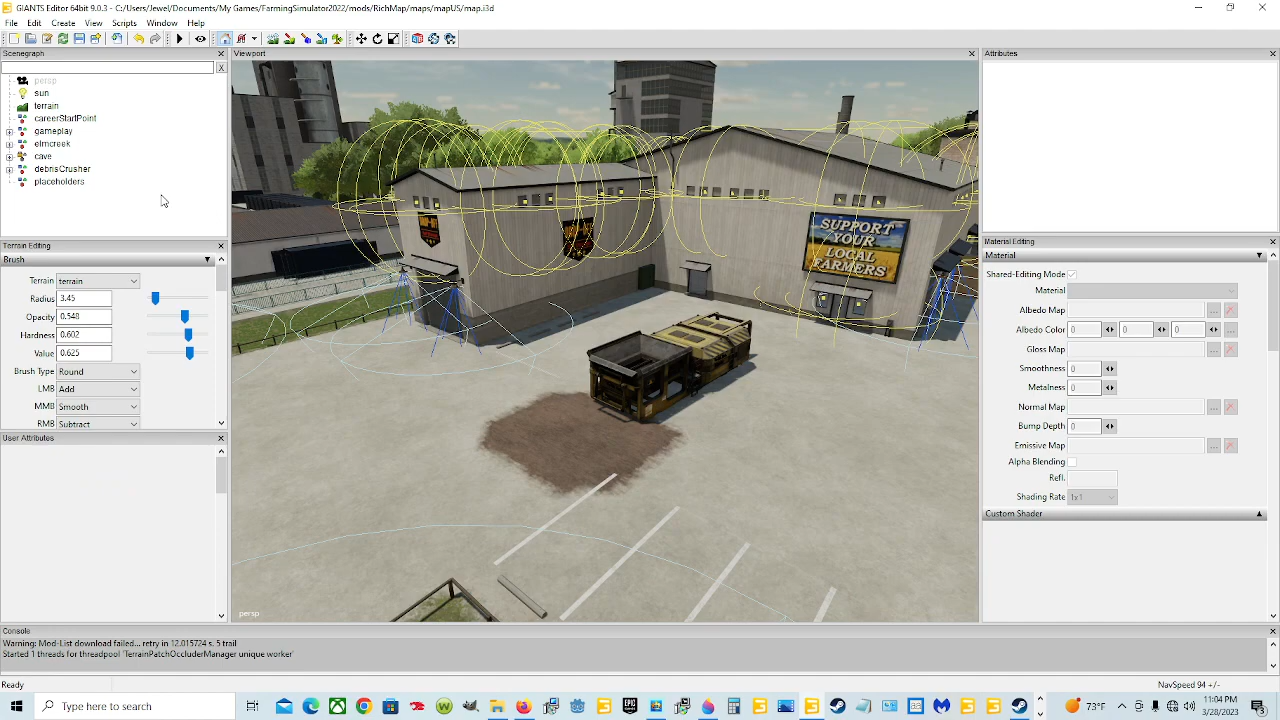 GIANTS Editor 64bit 9.0.3 - C:/Users/Jewel/Documents/My Games/FarmingSimulator2022/mods/RichMap/maps/mapUS/map.i3d
File Create Edit View Scripts Window Help
Scenegraph
X
persp
sun
terrain
careerStartPoint
gameplay
elmcreek
cave
debrisCrusher
placeholders
Terrain Editing
Brush
Terrain terrain
Radius 3.45
Opacity 0.548
Hardness 0.602
Value 0.625
Brush Type Round
LMB Add
MMB Smooth
RMB Subtract
User Attributes
Viewport
SUPPORT
YOUR
LOCAL
FARMERS
persp
Attributes
Material Editing
Material
Shared-Editing Mode
Material
Albedo Map ...
Albedo Color 0 0 0 ...
Gloss Map ...
Smoothness 0
Metalness 0
Normal Map ...
Bump Depth 0
Emissive Map ...
Alpha Blending
Refl.
Shading Rate 1x1
Custom Shader
Console
Warning: Mod-List download failed... retry in 12.015724 s, 5 trail
Started 1 threads for threadpool 'TerrainPatchOccluderManager unique worker'
Ready
NavSpeed 94 +/-
Type here to search
73°F
11:04 PM
3/28/2023
3